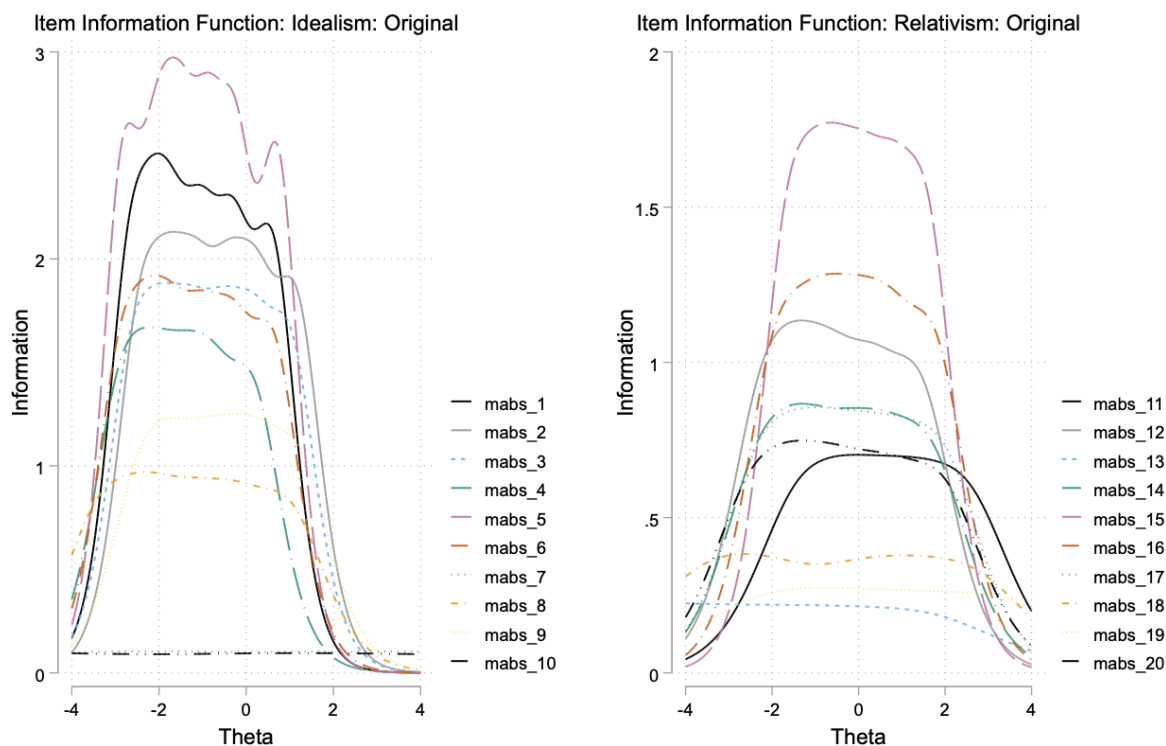 Item Information Function: Idealism: Original
3
2
1
0
Information
-4
-2
0
2
4
Theta
mabs_1
mabs_2
mabs_3
mabs_4
mabs_5
mabs_6
mabs_7
mabs_8
mabs_9
mabs_10
Item Information Function: Relativism: Original
2
1.5
1
.5
0
Information
-4
-2
0
2
4
Theta
mabs_11
mabs_12
mabs_13
mabs_14
mabs_15
mabs_16
mabs_17
mabs_18
mabs_19
mabs_20